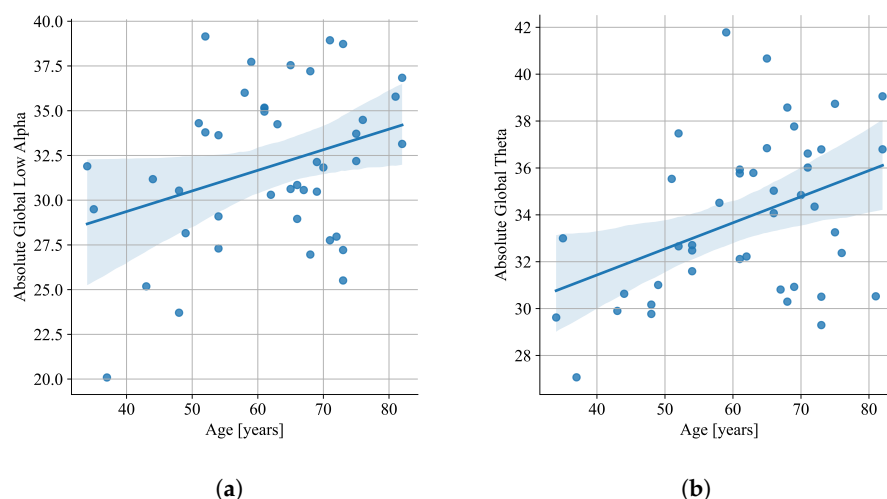 40.0
37.5
35.0
32.5
30.0
27.5
25.0
20.0
22.5
Absolute Global Low Alpha
40 50 60 70 80
Age [years]
(a)
42
40
38
36
34
32
30
28
Absolute Global Theta
40 50 60 70 80
Age [years]
(b)